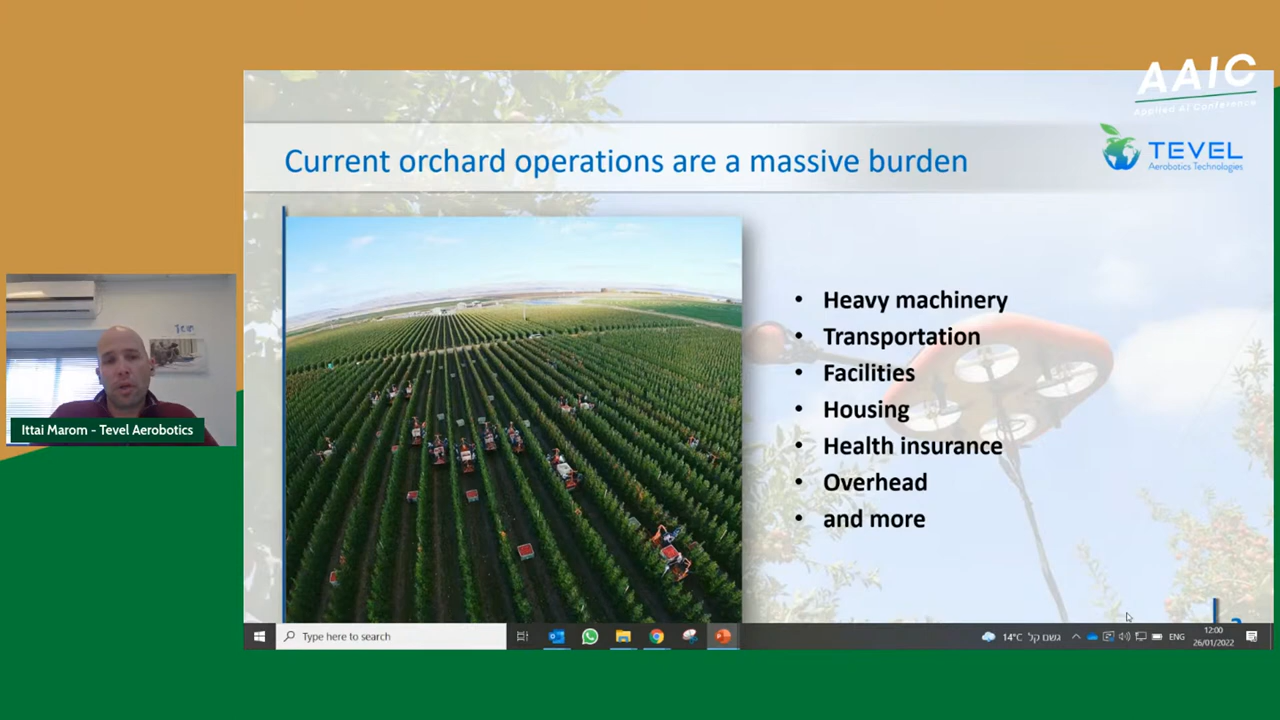 AAIC
Applied AI Conference
Current orchard operations are a massive burden
TEVEL
Aerobotics Technologies
• Heavy machinery
• Transportation
• Facilities
• Housing
• Health insurance
• Overhead
• and more
Ittai Marom - Tevel Aerobotics
Type here to search
14°C גשם קל
ENG
12:00
26/01/2022